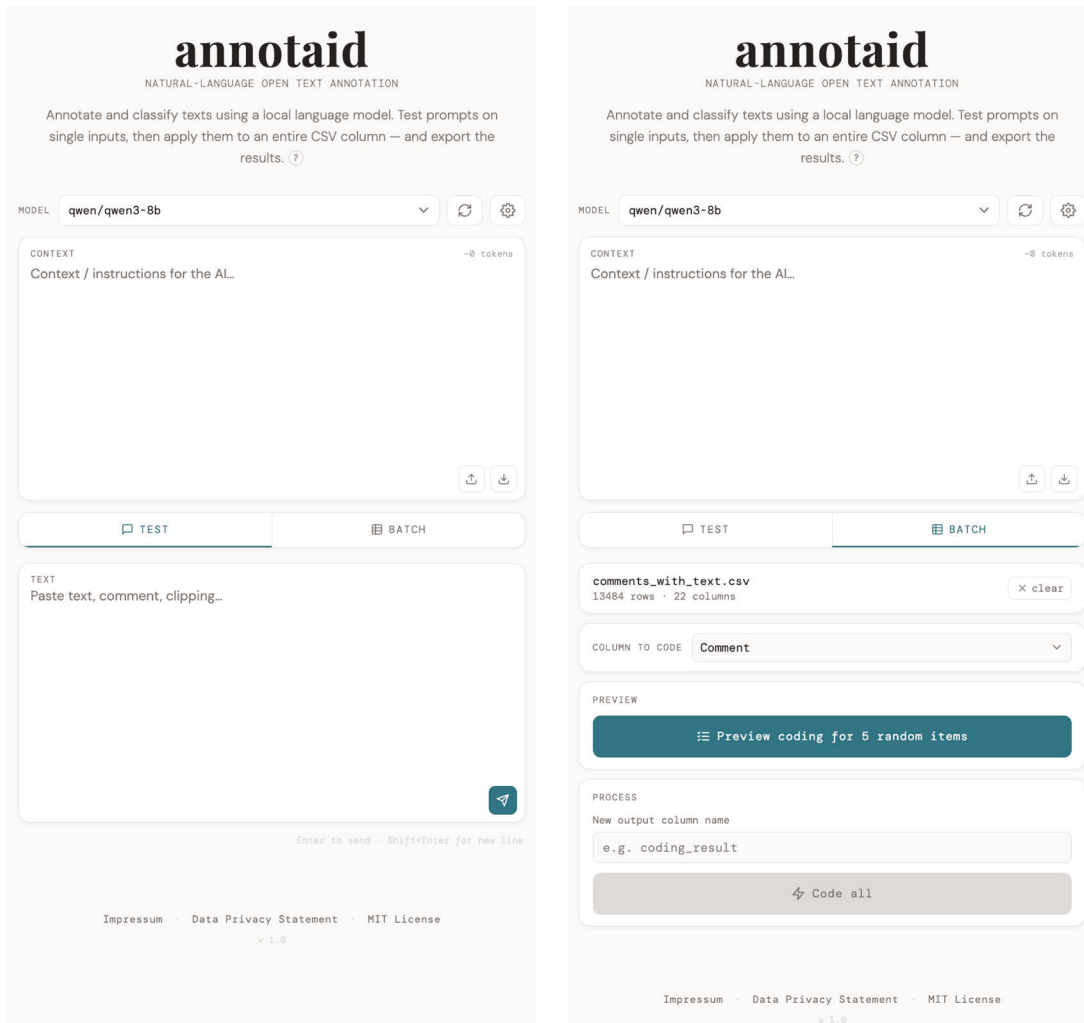 annotaid
NATURAL-LANGUAGE OPEN TEXT ANNOTATION
Annotate and classify texts using a local language model. Test prompts on
single inputs, then apply them to an entire CSV column — and export the
results. ?
MODEL qwen/qwen3-8b
CONTEXT ~0 tokens
Context / instructions for the AI…
TEST BATCH
TEXT
Paste text, comment, clipping…
Enter to send · Shift+Enter for new line
Impressum · Data Privacy Statement · MIT License
v 1.0
annotaid
NATURAL-LANGUAGE OPEN TEXT ANNOTATION
Annotate and classify texts using a local language model. Test prompts on
single inputs, then apply them to an entire CSV column — and export the
results. ?
MODEL qwen/qwen3-8b
CONTEXT ~0 tokens
Context / instructions for the AI…
TEST BATCH
comments_with_text.csv
13484 rows · 22 columns
× clear
COLUMN TO CODE Comment
PREVIEW
Preview coding for 5 random items
PROCESS
New output column name
e.g. coding_result
Code all
Impressum · Data Privacy Statement · MIT License
v 1.0